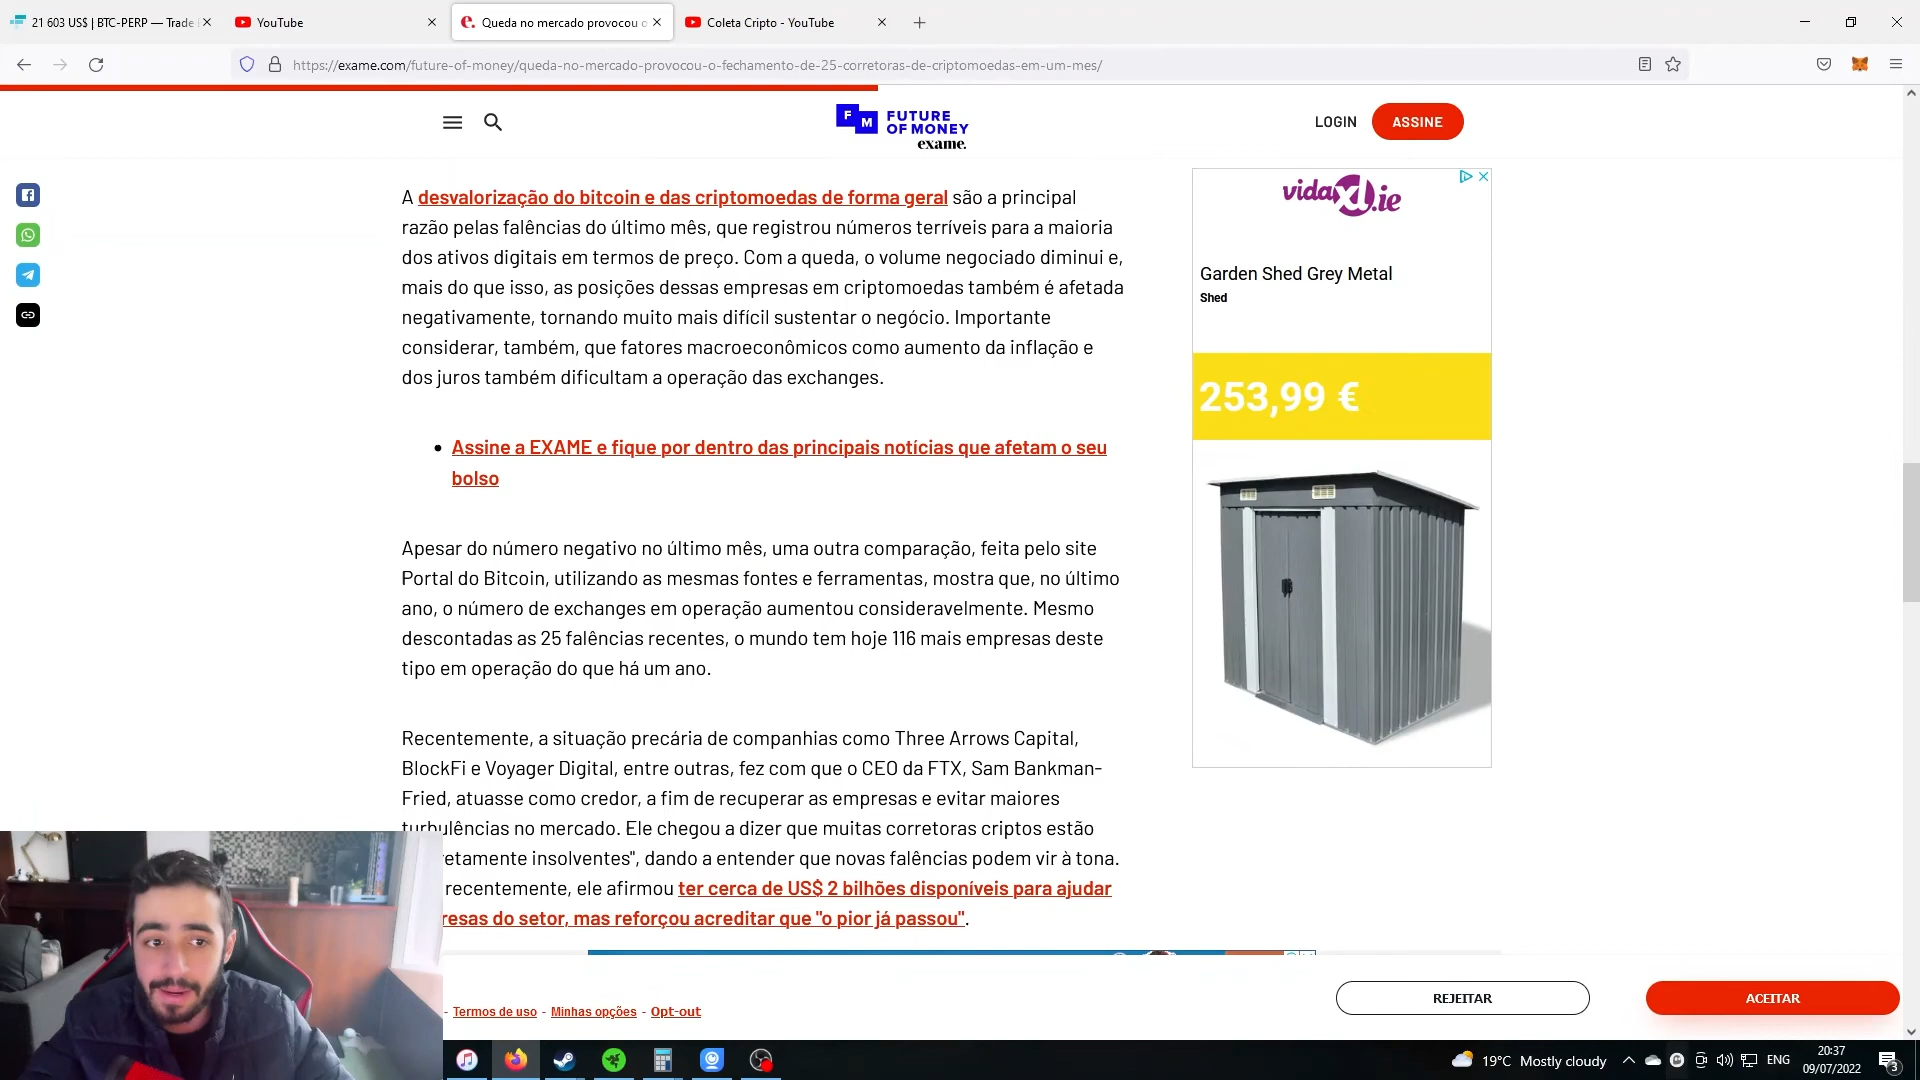 21 603 US$ | BTC-PERP — Trade
YouTube
Queda no mercado provocou o
Coleta Cripto - YouTube
https://exame.com/future-of-money/queda-no-mercado-provocou-o-fechamento-de-25-corretoras-de-criptomoedas-em-um-mes/
F M FUTURE
OF MONEY
exame.
LOGIN
ASSINE
A desvalorização do bitcoin e das criptomoedas de forma geral são a principal
razão pelas falências do último mês, que registrou números terríveis para a maioria
dos ativos digitais em termos de preço. Com a queda, o volume negociado diminui e,
mais do que isso, as posições dessas empresas em criptomoedas também é afetada
negativamente, tornando muito mais difícil sustentar o negócio. Importante
considerar, também, que fatores macroeconômicos como aumento da inflação e
dos juros também dificultam a operação das exchanges.
• Assine a EXAME e fique por dentro das principais notícias que afetam o seu
bolso
Apesar do número negativo no último mês, uma outra comparação, feita pelo site
Portal do Bitcoin, utilizando as mesmas fontes e ferramentas, mostra que, no último
ano, o número de exchanges em operação aumentou consideravelmente. Mesmo
descontadas as 25 falências recentes, o mundo tem hoje 116 mais empresas deste
tipo em operação do que há um ano.
Recentemente, a situação precária de companhias como Three Arrows Capital,
BlockFi e Voyager Digital, entre outras, fez com que o CEO da FTX, Sam Bankman-
Fried, atuasse como credor, a fim de recuperar as empresas e evitar maiores
turbulências no mercado. Ele chegou a dizer que muitas corretoras criptos estão
retamente insolventes", dando a entender que novas falências podem vir à tona.
recentemente, ele afirmou ter cerca de US$ 2 bilhões disponíveis para ajudar
resas do setor, mas reforçou acreditar que "o pior já passou".
vidaXL.ie
Garden Shed Grey Metal
Shed
253,99 €
- Termos de uso - Minhas opções - Opt-out
REJEITAR
ACEITAR
19°C Mostly cloudy
ENG
20:37
09/07/2022
3